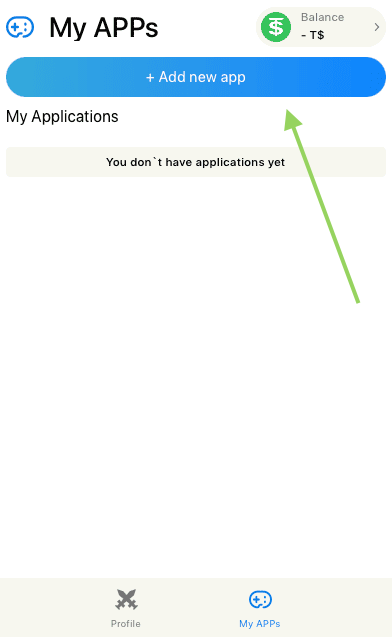 My APPs
Balance
- T$
+ Add new app
My Applications
You don`t have applications yet
Profile
My APPs